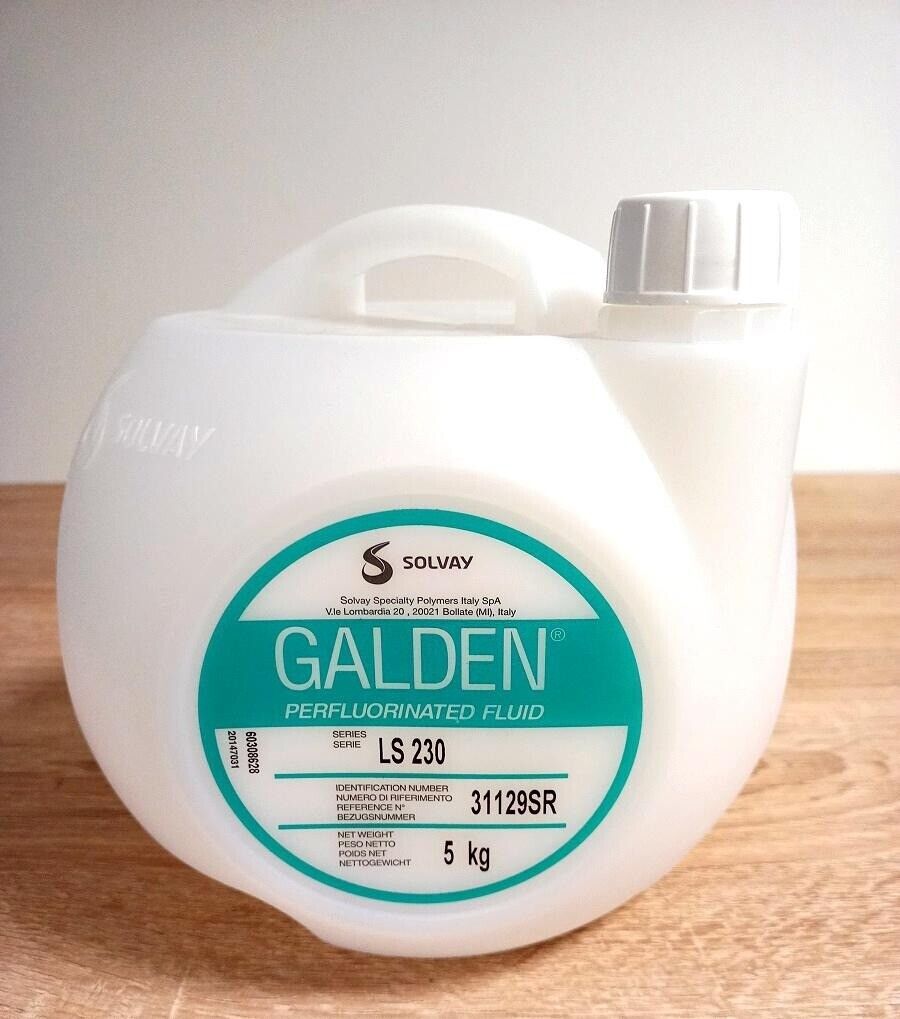 SOLVAY
SOLVAY
Solvay Specialty Polymers Italy SpA
V.le Lombardia 20 , 20021 Bollate (MI), Italy
GALDEN®
PERFLUORINATED FLUID
60308628
20147031
SERIES
SERIE
LS 230
IDENTIFICATION NUMBER
NUMERO DI RIFERIMENTO
REFERENCE N°
BEZUGSNUMMER
31129SR
NET WEIGHT
PESO NETTO
POIDS NET
NETTOGEWICHT
5 kg